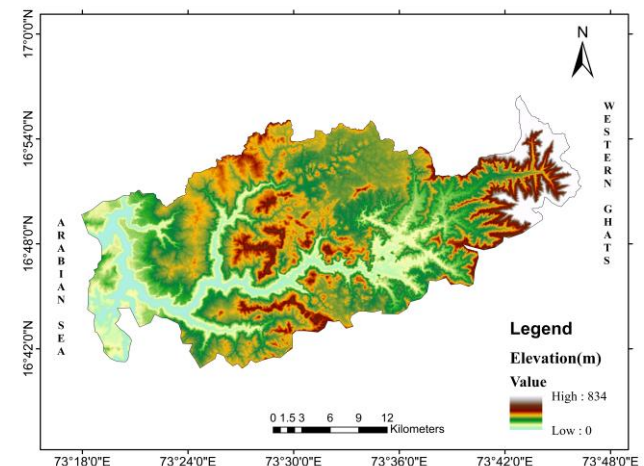 17°0'0"N
16°54'0"N
16°48'0"N
16°42'0"N
N
WESTERN GHATS
ARABIAN SEA
Legend
Elevation(m)
Value
High : 834
Low : 0
0 1.5 3 6 9 12
Kilometers
73°18'0"E 73°24'0"E 73°30'0"E 73°36'0"E 73°42'0"E 73°48'0"E